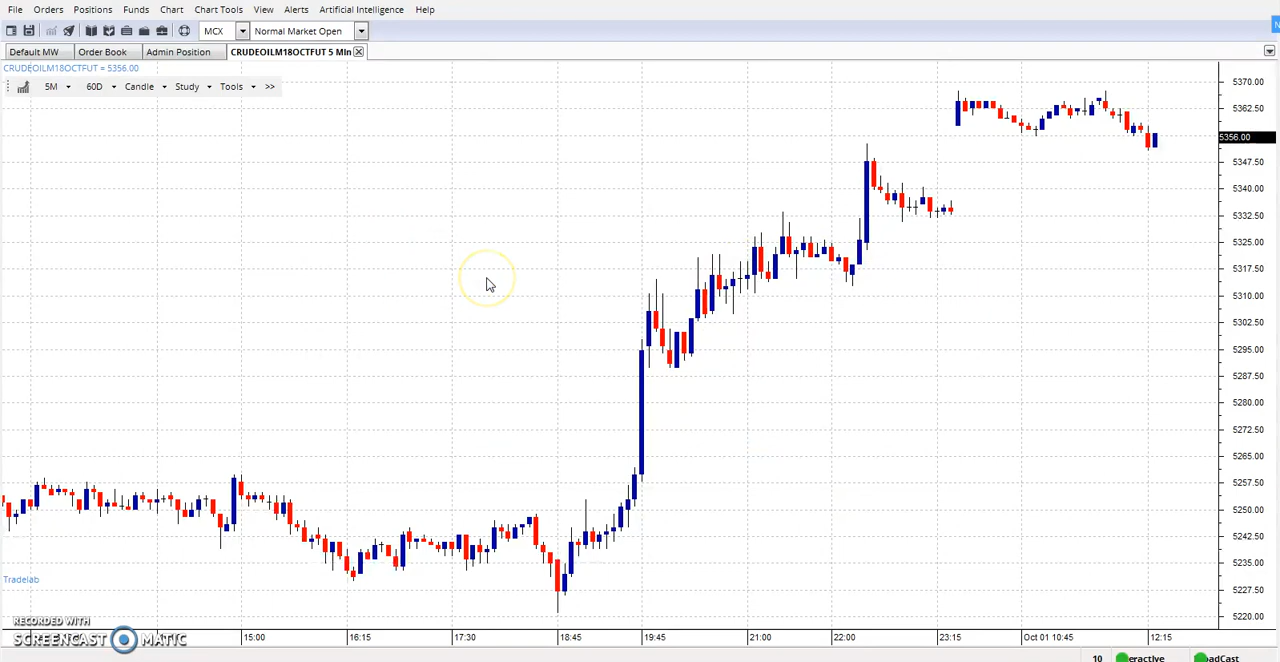 File Orders Positions Funds Chart Chart Tools View Alerts Artificial Intelligence Help
MCX Normal Market Open
Default MW Order Book Admin Position CRUDEOILM18OCTFUT 5 Min
CRUDEOILM18OCTFUT = 5356.00
5M 60D Candle Study Tools >>
5370.00
5362.50
5356.00
5347.50
5340.00
5332.50
5325.00
5317.50
5310.00
5302.50
5295.00
5287.50
5280.00
5272.50
5265.00
5257.50
5250.00
5242.50
5235.00
5227.50
5220.00
Tradelab
RECORDED WITH
SCREENCAST MATIC
15:00 16:15 17:30 8:45 19:45 21:00 22:00 23:15 Oct 01 10:45 12:15
10 eractive oadCast